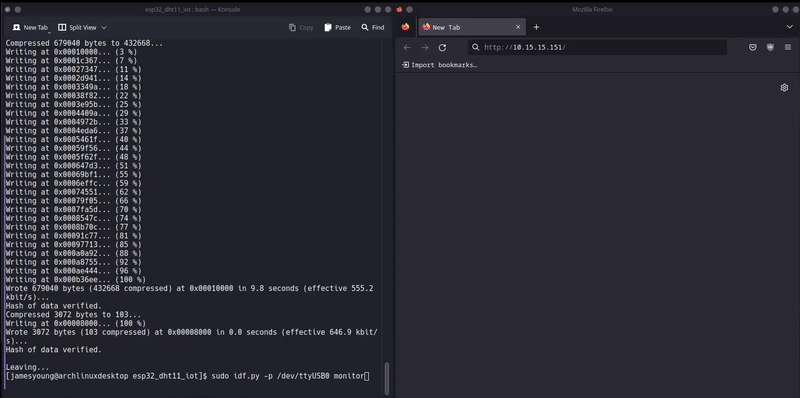 esp32_dht11_iot : bash — Konsole
New Tab
Split View
Copy
Paste
Find
Compressed 679040 bytes to 432668...
Writing at 0x00010000... (3 %)
Writing at 0x0001c367... (7 %)
Writing at 0x00027347... (11 %)
Writing at 0x0002d941... (14 %)
Writing at 0x0003349a... (18 %)
Writing at 0x00038f82... (22 %)
Writing at 0x0003e95b... (25 %)
Writing at 0x0004409a... (29 %)
Writing at 0x0004972b... (33 %)
Writing at 0x0004eda6... (37 %)
Writing at 0x0005461f... (40 %)
Writing at 0x00059f56... (44 %)
Writing at 0x0005f62f... (48 %)
Writing at 0x000647d3... (51 %)
Writing at 0x00069bf1... (55 %)
Writing at 0x0006effc... (59 %)
Writing at 0x00074551... (62 %)
Writing at 0x00079f05... (66 %)
Writing at 0x0007fa5d... (70 %)
Writing at 0x0008547c... (74 %)
Writing at 0x0008b70c... (77 %)
Writing at 0x00091c77... (81 %)
Writing at 0x00097713... (85 %)
Writing at 0x000a0a92... (88 %)
Writing at 0x000a8755... (92 %)
Writing at 0x000ae444... (96 %)
Writing at 0x000b36ee... (100 %)
Wrote 679040 bytes (432668 compressed) at 0x00010000 in 9.8 seconds (effective 555.2
kbit/s)...
Hash of data verified.
Compressed 3072 bytes to 103...
Writing at 0x00008000... (100 %)
Wrote 3072 bytes (103 compressed) at 0x00008000 in 0.0 seconds (effective 646.9 kbit/
s)...
Hash of data verified.
Leaving...
[jamesyoung@archlinuxdesktop esp32_dht11_iot]$ sudo idf.py -p /dev/ttyUSB0 monitor
Mozilla Firefox
New Tab
http://10.15.15.151/
Import bookmarks…